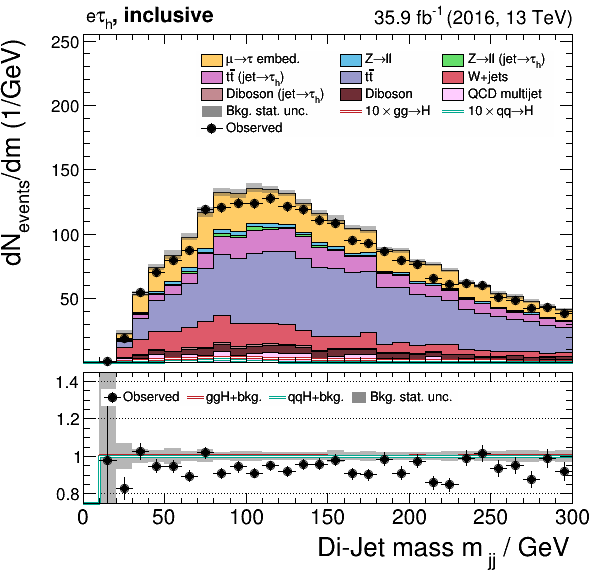 eτh, inclusive 35.9 fb⁻¹ (2016, 13 TeV)
dNevents/dm (1/GeV)
250
200
150
100
50
μ→τ embed. Z→ll Z→ll (jet→τh)
tt̄ (jet→τh) tt̄ W+jets
Diboson (jet→τh) Diboson QCD multijet
Bkg. stat. unc. 10 × gg→H 10 × qq→H
Observed
1.4
1.2
1
0.8
Observed ggH+bkg. qqH+bkg. Bkg. stat. unc.
0 50 100 150 200 250 300
Di-Jet mass mjj / GeV